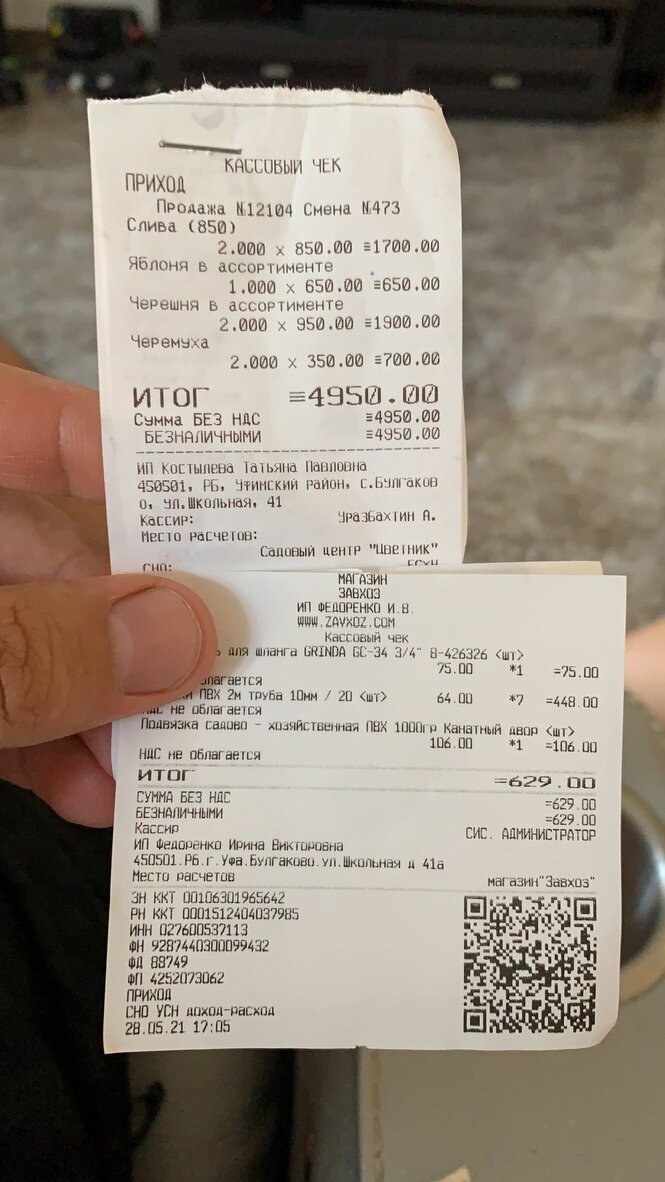 КАССОВЫЙ ЧЕК
ПРИХОД
Продажа №12104 Смена №473
Слива (850)
2.000 × 850.00 ≡1700.00
Яблоня в ассортименте
1.000 × 650.00 ≡650.00
Черешня в ассортименте
2.000 × 950.00 ≡1900.00
Черемуха
2.000 × 350.00 ≡700.00
ИТОГ ≡4950.00
Сумма БЕЗ НДС ≡4950.00
БЕЗНАЛИЧНЫМИ ≡4950.00
ИП Костылева Татьяна Павловна
450501, РБ, Уфимский район, с.Булгаков
о, ул.Школьная, 41
Кассир: Уразбахтин А.
Место расчетов:
Садовый центр "Цветник"
СНО: ЕСХН
МАГАЗИН
ЗАВХОЗ
ИП ФЕДОРЕНКО И.В.
WWW.ZAVXOZ.COM
Кассовый чек
для шланга GRINDA GC-34 3/4" 8-426326 <шт>
75.00 *1 =75.00
облагается
ПВХ 2м труба 10мм / 20 <шт> 64.00 *7 =448.00
НДС не облагается
Подвязка садово - хозяйственная ПВХ 1000гр Канатный двор <шт>
106.00 *1 =106.00
НДС не облагается
ИТОГ =629.00
СУММА БЕЗ НДС =629.00
БЕЗНАЛИЧНЫМИ =629.00
Кассир СИС. АДМИНИСТРАТОР
ИП Федоренко Ирина Викторовна
450501.РБ.г.Уфа.Булгаково.ул.Школьная д 41а
Место расчетов магазин"Завхоз"
ЗН ККТ 00106301965642
РН ККТ 0001512404037985
ИНН 027600537113
ФН 9287440300099432
ФД 88749
ФП 4252073062
ПРИХОД
СНО УСН доход-расход
28.05.21 17:05